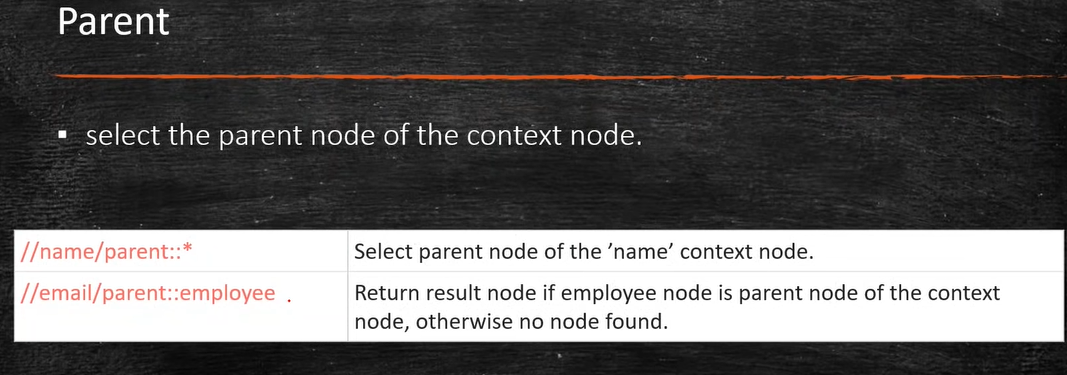 Parent
▪ select the parent node of the context node.
//name/parent::* Select parent node of the ’name’ context node.
//email/parent::employee . Return result node if employee node is parent node of the context
node, otherwise no node found.